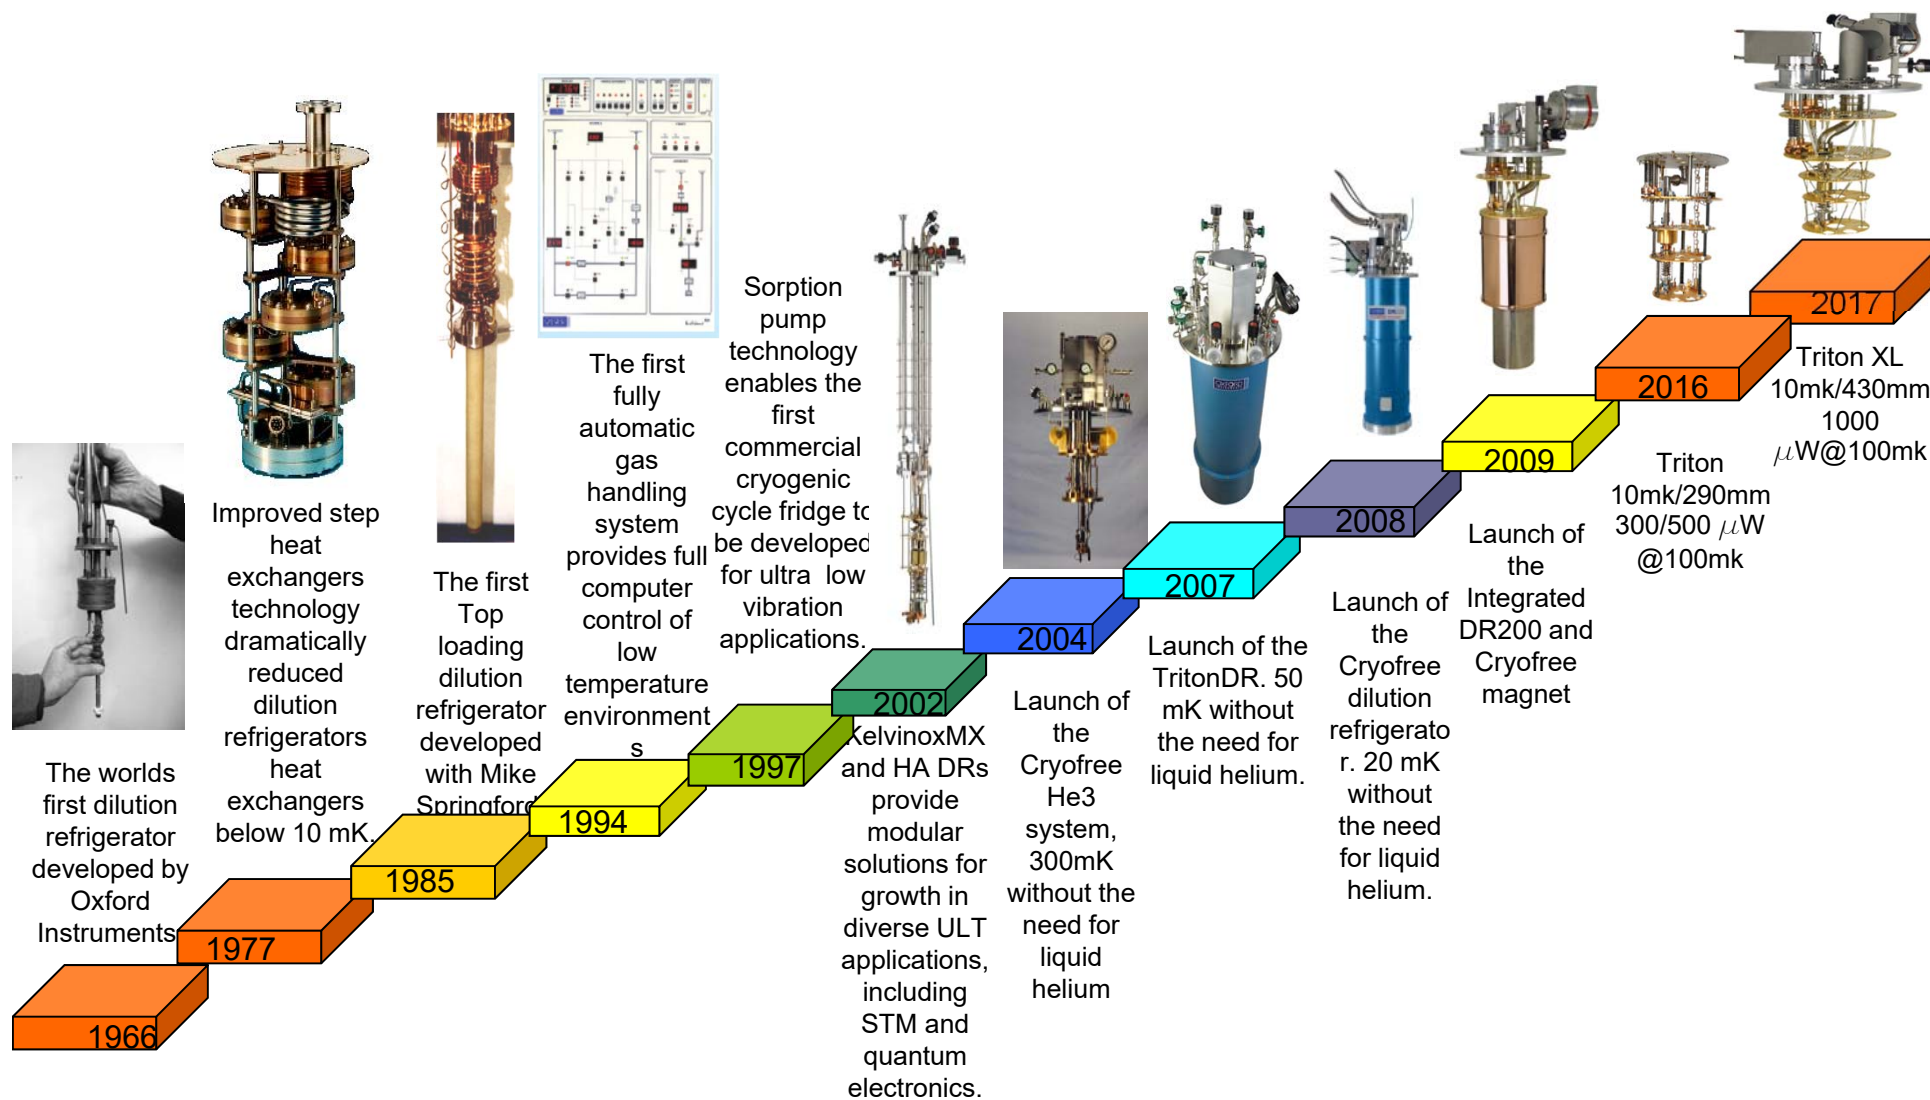 The worlds
first dilution
refrigerator
developed by
Oxford
Instruments
1966
Improved step
heat
exchangers
technology
dramatically
reduced
dilution
refrigerators
heat
exchangers
below 10 mK.
1977
The first
Top
loading
dilution
refrigerator
developed
with Mike
Springford
1985
The first
fully
automatic
gas
handling
system
provides full
computer
control of
low
temperature
environment
s
1994
Sorption
pump
technology
enables the
first
commercial
cryogenic
cycle fridge to
be developed
for ultra low
vibration
applications.
1997
2002
KelvinoxMX
and HA DRs
provide
modular
solutions for
growth in
diverse ULT
applications,
including
STM and
quantum
electronics.
2004
Launch of
the
Cryofree
He3
system,
300mK
without the
need for
liquid
helium
2007
Launch of the
TritonDR. 50
mK without
the need for
liquid helium.
2008
Launch of
the
Cryofree
dilution
refrigerato
r. 20 mK
without
the need
for liquid
helium.
2009
Launch of
the
Integrated
DR200 and
Cryofree
magnet
2016
Triton
10mk/290mm
300/500 μW
@100mk
2017
Triton XL
10mk/430mm
1000
μW@100mk